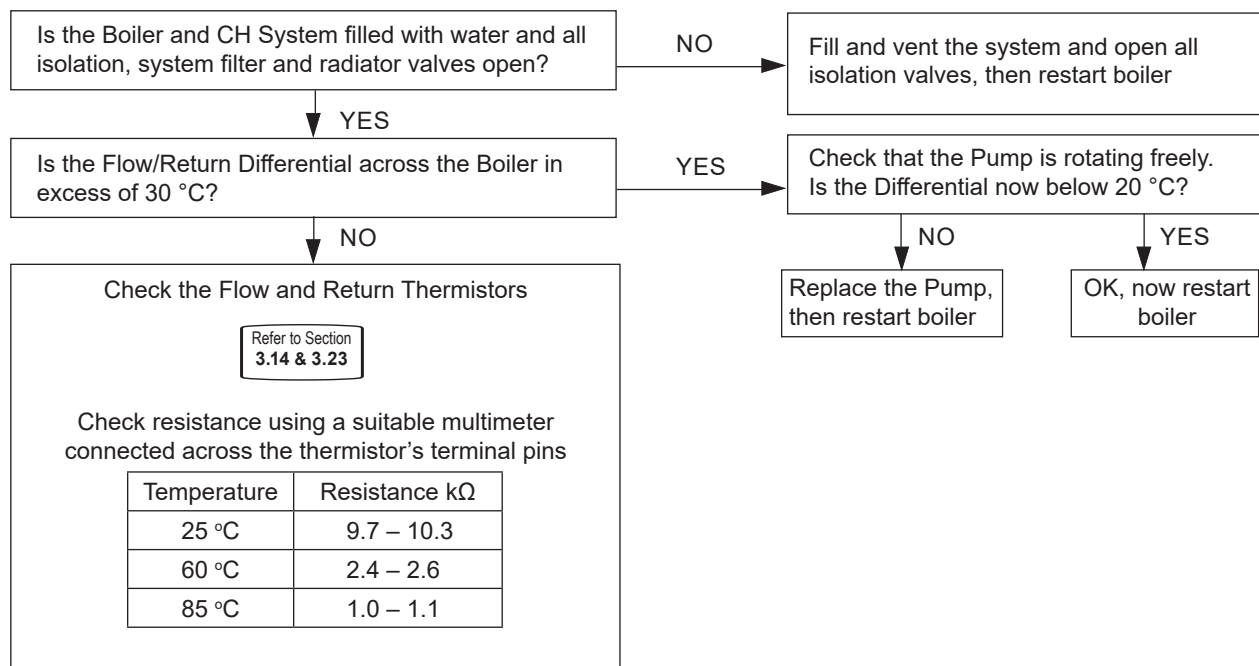 Is the Boiler and CH System filled with water and all
isolation, system filter and radiator valves open?
NO
Fill and vent the system and open all
isolation valves, then restart boiler
YES
Is the Flow/Return Differential across the Boiler in
excess of 30 °C?
YES
Check that the Pump is rotating freely.
Is the Differential now below 20 °C?
NO
NO
YES
Replace the Pump,
then restart boiler
OK, now restart
boiler
Check the Flow and Return Thermistors
Refer to Section
3.14 & 3.23
Check resistance using a suitable multimeter
connected across the thermistor’s terminal pins
Temperature Resistance kΩ
25 ºC 9.7 – 10.3
60 ºC 2.4 – 2.6
85 ºC 1.0 – 1.1